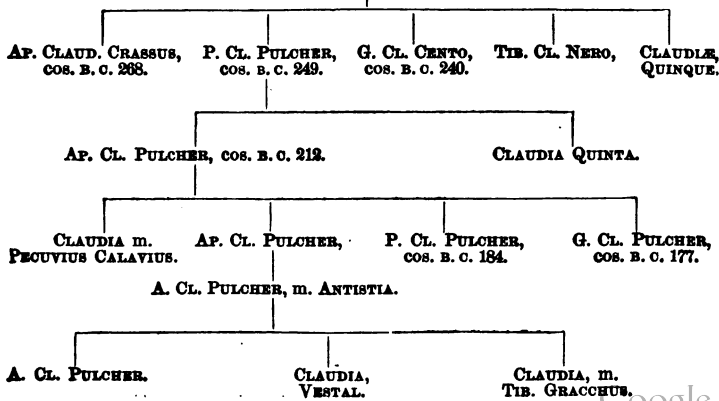 Ap. Claud. Crassus, cos. b. c. 268.
P. Cl. Pulcher, cos. b. c. 249.
G. Cl. Cento, cos. b. c. 240.
Tib. Cl. Nero,
Claudiæ, Quinque.
Ap. Cl. Pulcher, cos. b. c. 212.
Claudia Quinta.
Claudia m. Pecuvius Calavius.
Ap. Cl. Pulcher,
P. Cl. Pulcher, cos. b. c. 184.
G. Cl. Pulcher, cos. b. c. 177.
A. Cl. Pulcher, m. Antistia.
A. Cl. Pulcher.
Claudia, Vestal.
Claudia, m. Tib. Gracchus.
Google